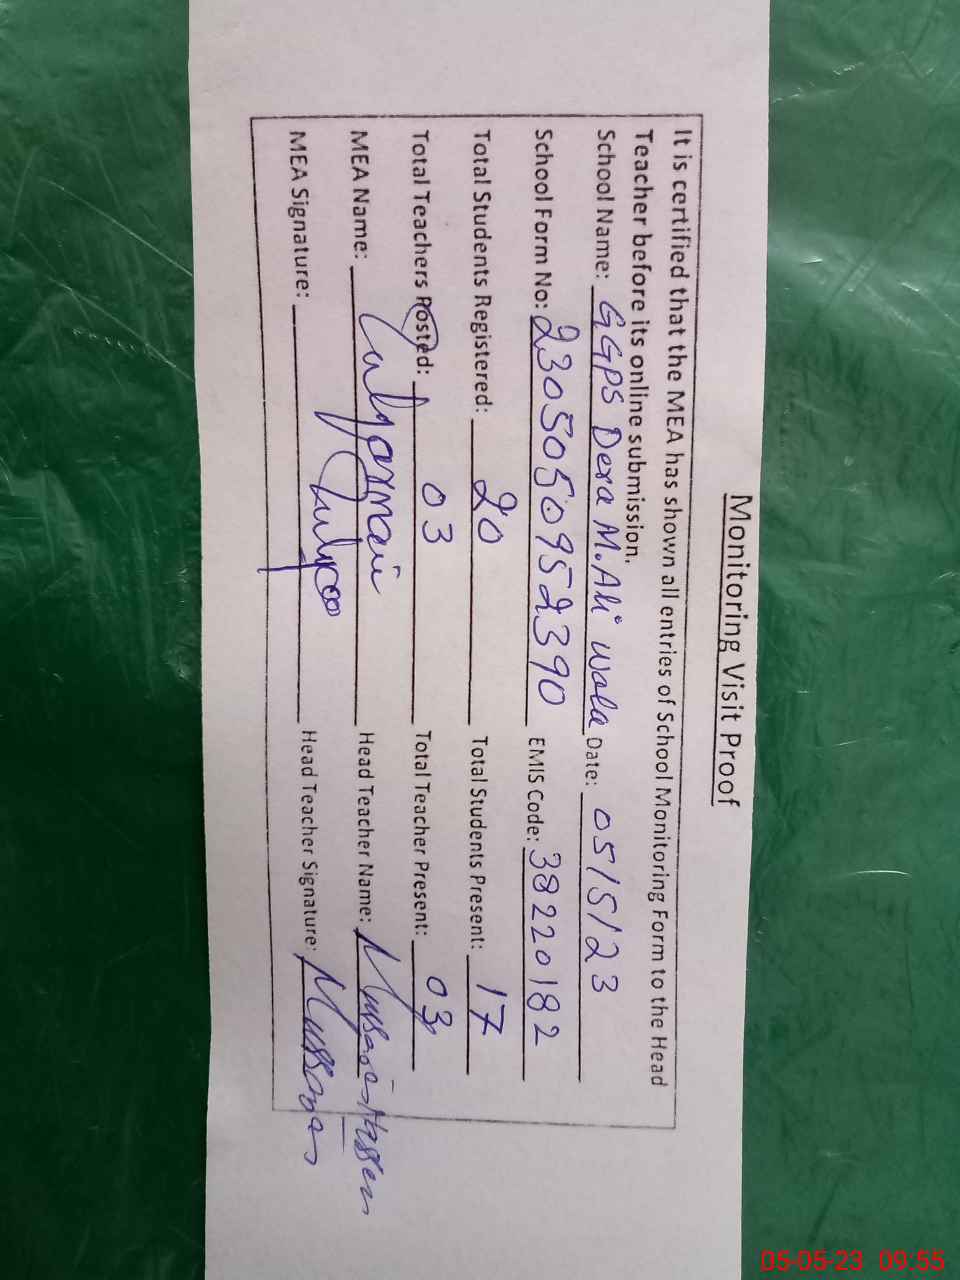 Monitoring Visit Proof
It is certified that the MEA has shown all entries of School Monitoring Form to the Head
Teacher before its online submission.
School Name: GGPS Dera M.Ali Wala Date: 05/5/23
School Form No: 2305050952390 EMIS Code: 38220182
Total Students Registered: 20 Total Students Present: 17
Total Teachers Posted: 03 Total Teacher Present: 03
MEA Name: Head Teacher Name:
MEA Signature: Head Teacher Signature:
05-05-23 09:55